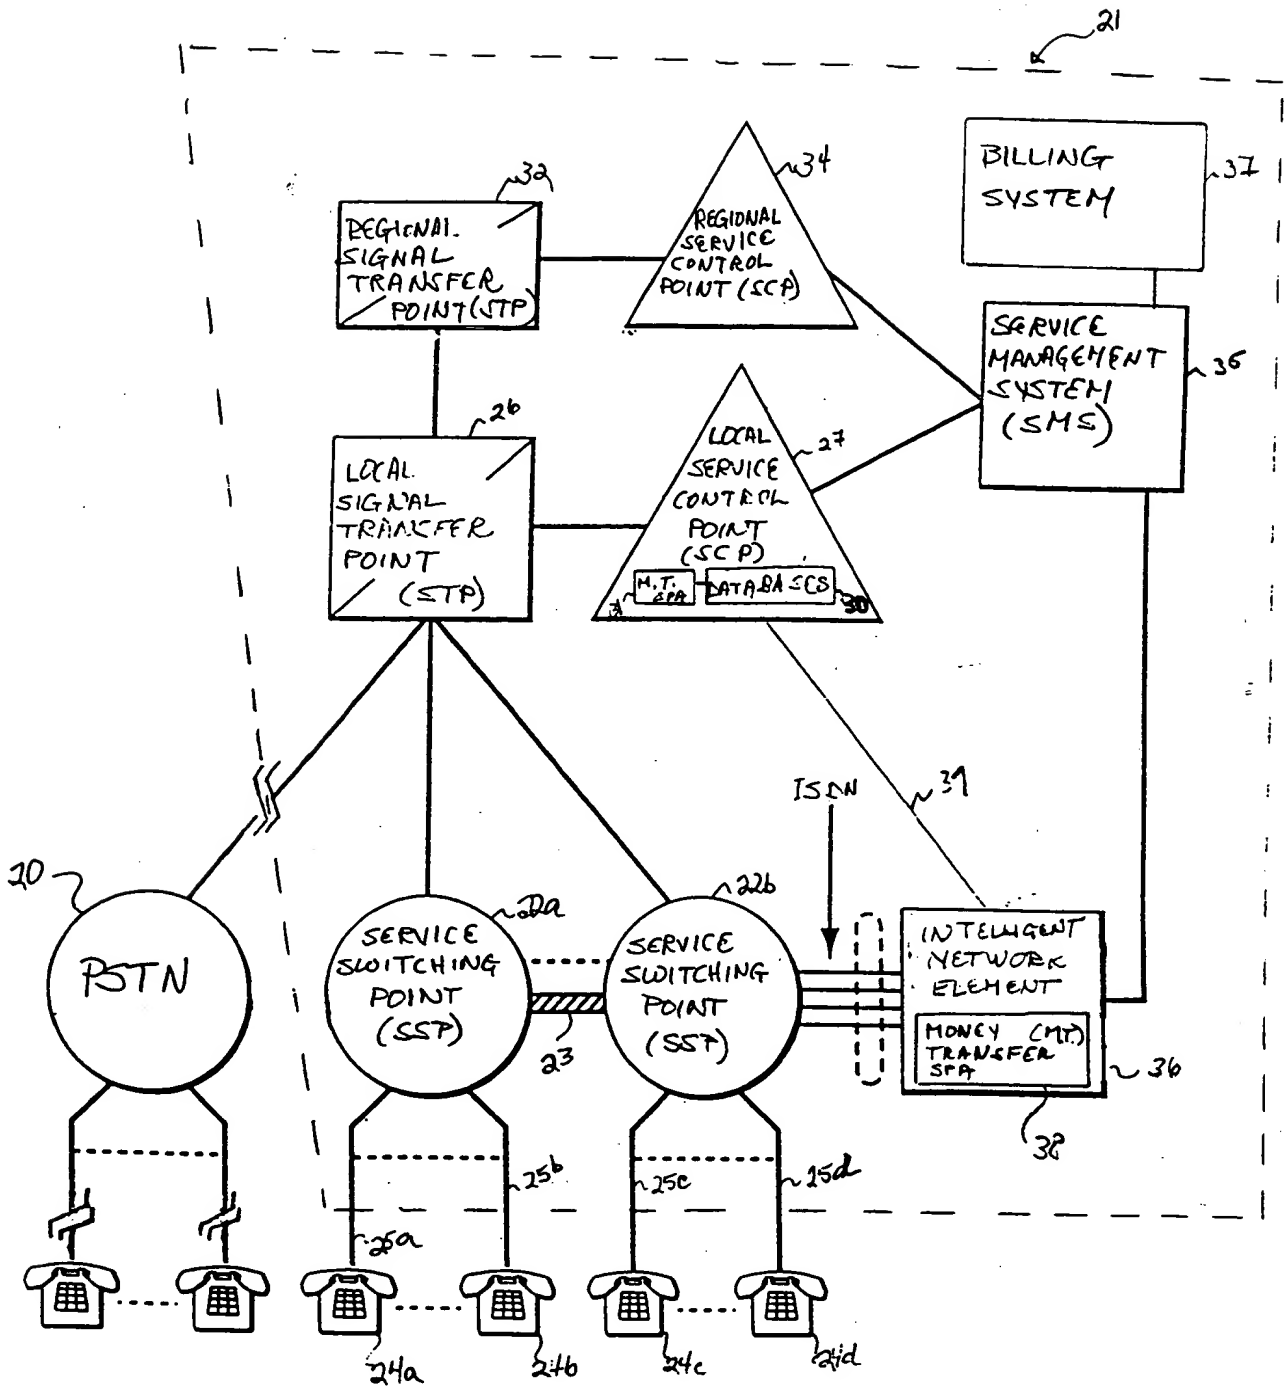 21
32
REGIONAL
SIGNAL
TRANSFER
POINT (STP)
34
REGIONAL
SERVICE
CONTROL
POINT (SCP)
BILLING
SYSTEM
37
SERVICE
MANAGEMENT
SYSTEM
(SMS)
35
26
LOCAL
SIGNAL
TRANSFER
POINT
(STP)
27
LOCAL
SERVICE
CONTROL
POINT
(SCP)
M.T.
SPA
DATABASES
30
ISDN
39
20
PSTN
22a
SERVICE
SWITCHING
POINT
(SSP)
23
22b
SERVICE
SWITCHING
POINT
(SSP)
INTELLIGENT
NETWORK
ELEMENT
MONEY (MT.)
TRANSFER
SPA
36
38
25a
25b
25c
25d
24a
24b
24c
24d